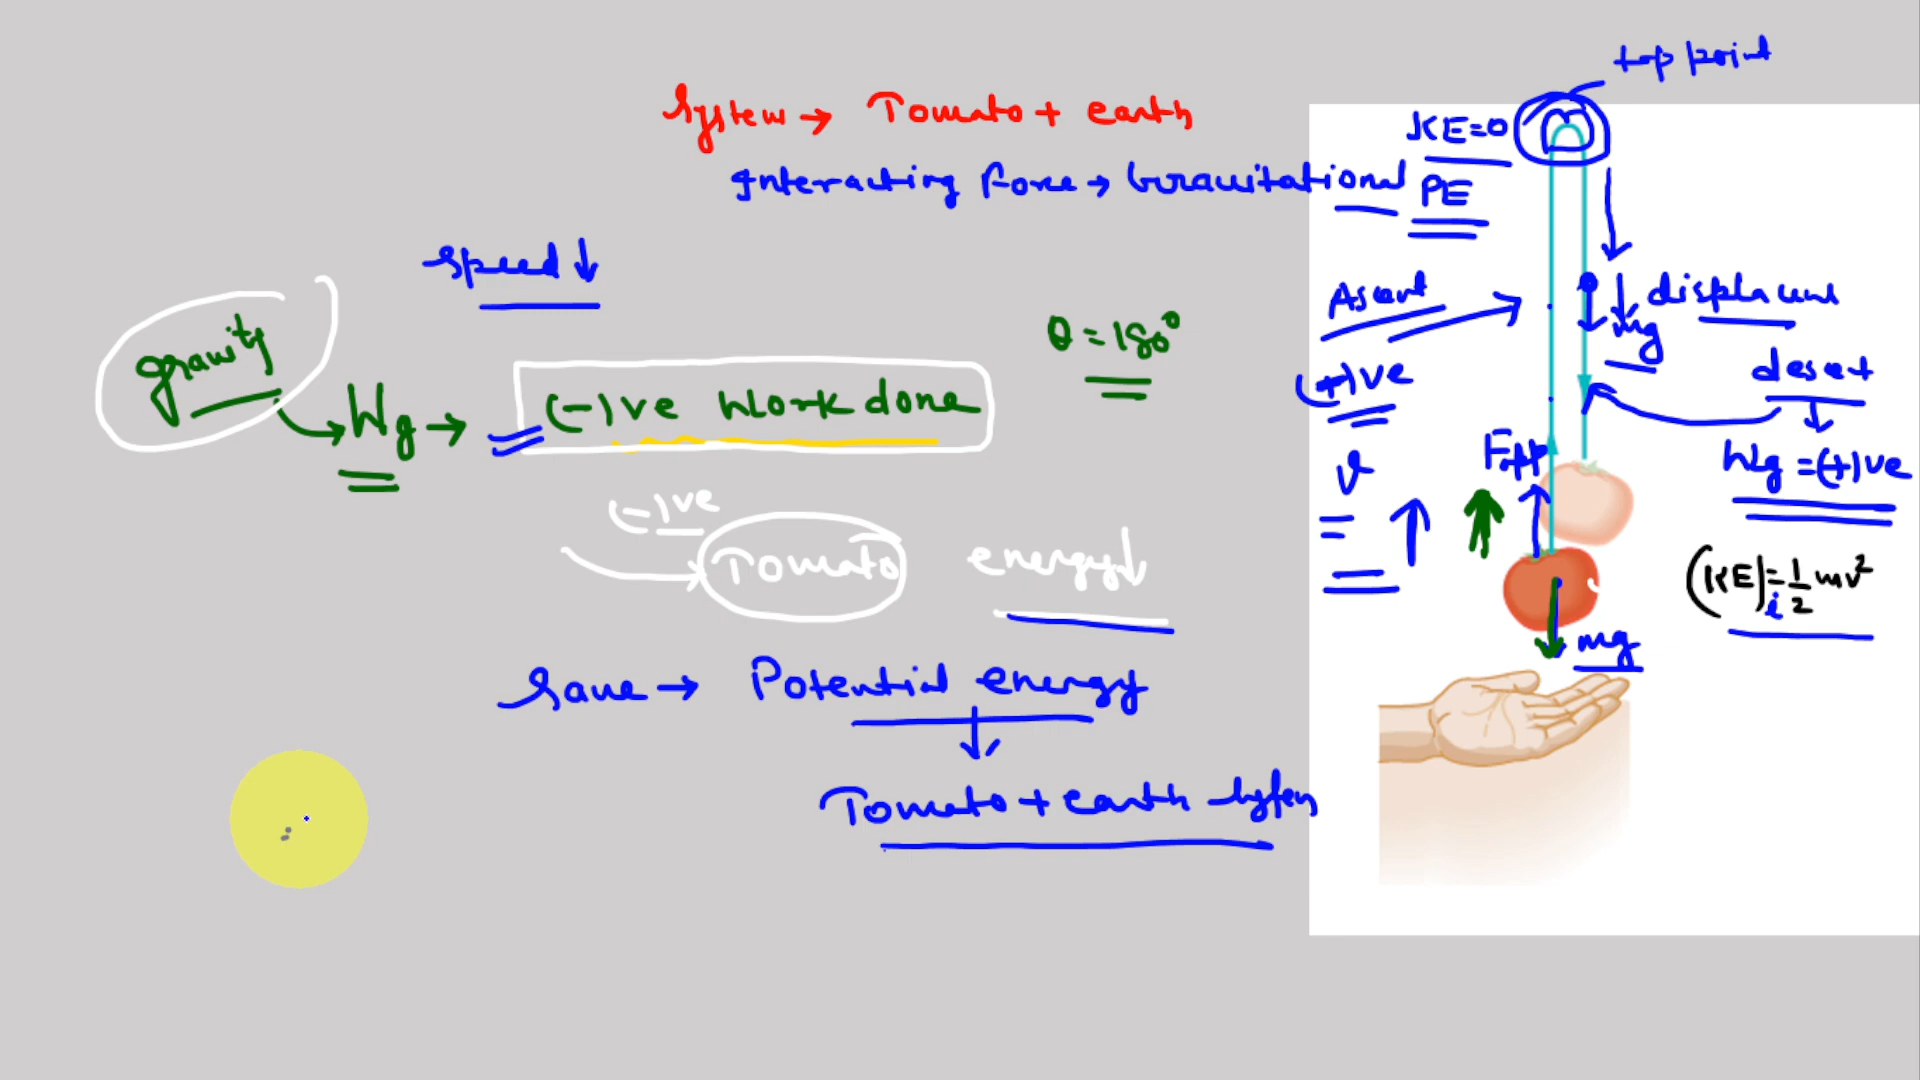 top point
System → Tomato + earth
KE=0
Interacting force → Gravitational
PE
Speed ↓
Ascent
displacement
mg
θ = 180°
gravity
(+)ve
descent
Wg → (-)ve Work done
Fapp
v
Wg = (+)ve
(-)ve
Tomato energy↓
(KE)i = 1/2 mv²
mg
Save → Potential energy
Tomato + earth system